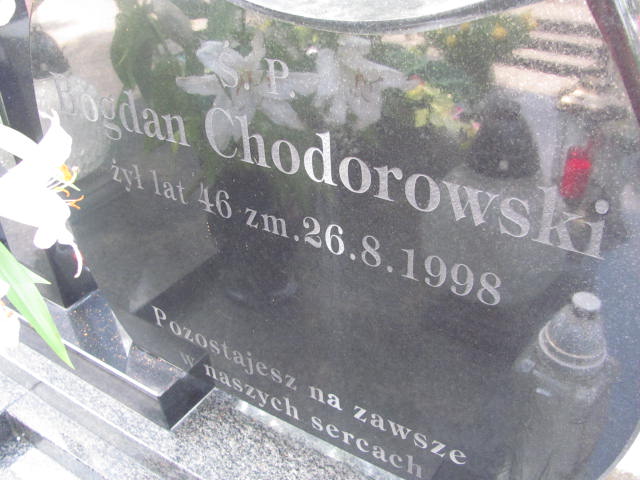 Ś. P.
Bogdan Chodorowski
żył lat 46 zm.26.8.1998
Pozostajesz na zawsze
w naszych sercach